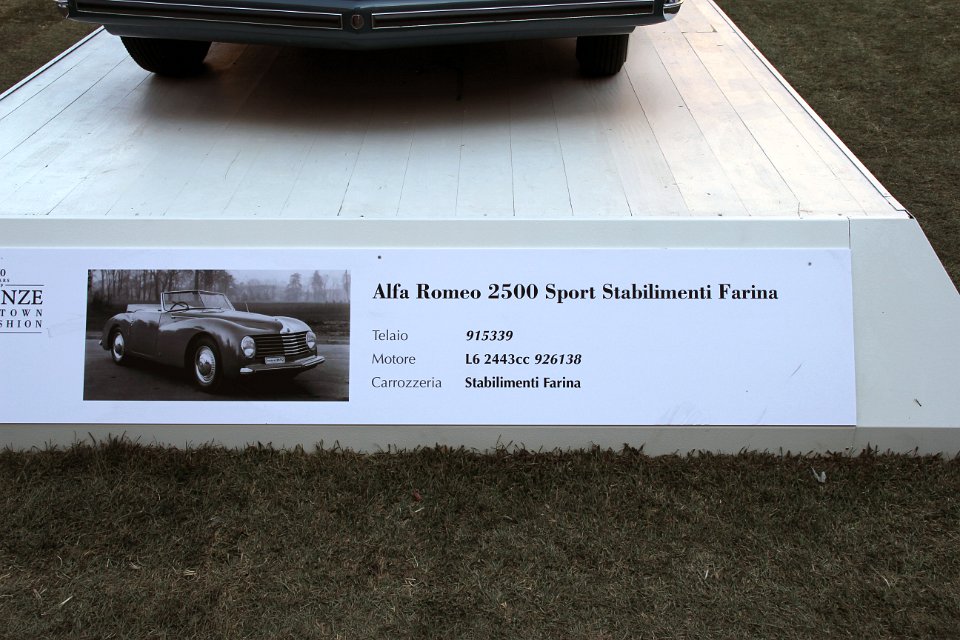 NZE
TOWN
SHION
Alfa Romeo 2500 Sport Stabilimenti Farina
Telaio 915339
Motore L6 2443cc 926138
Carrozzeria Stabilimenti Farina